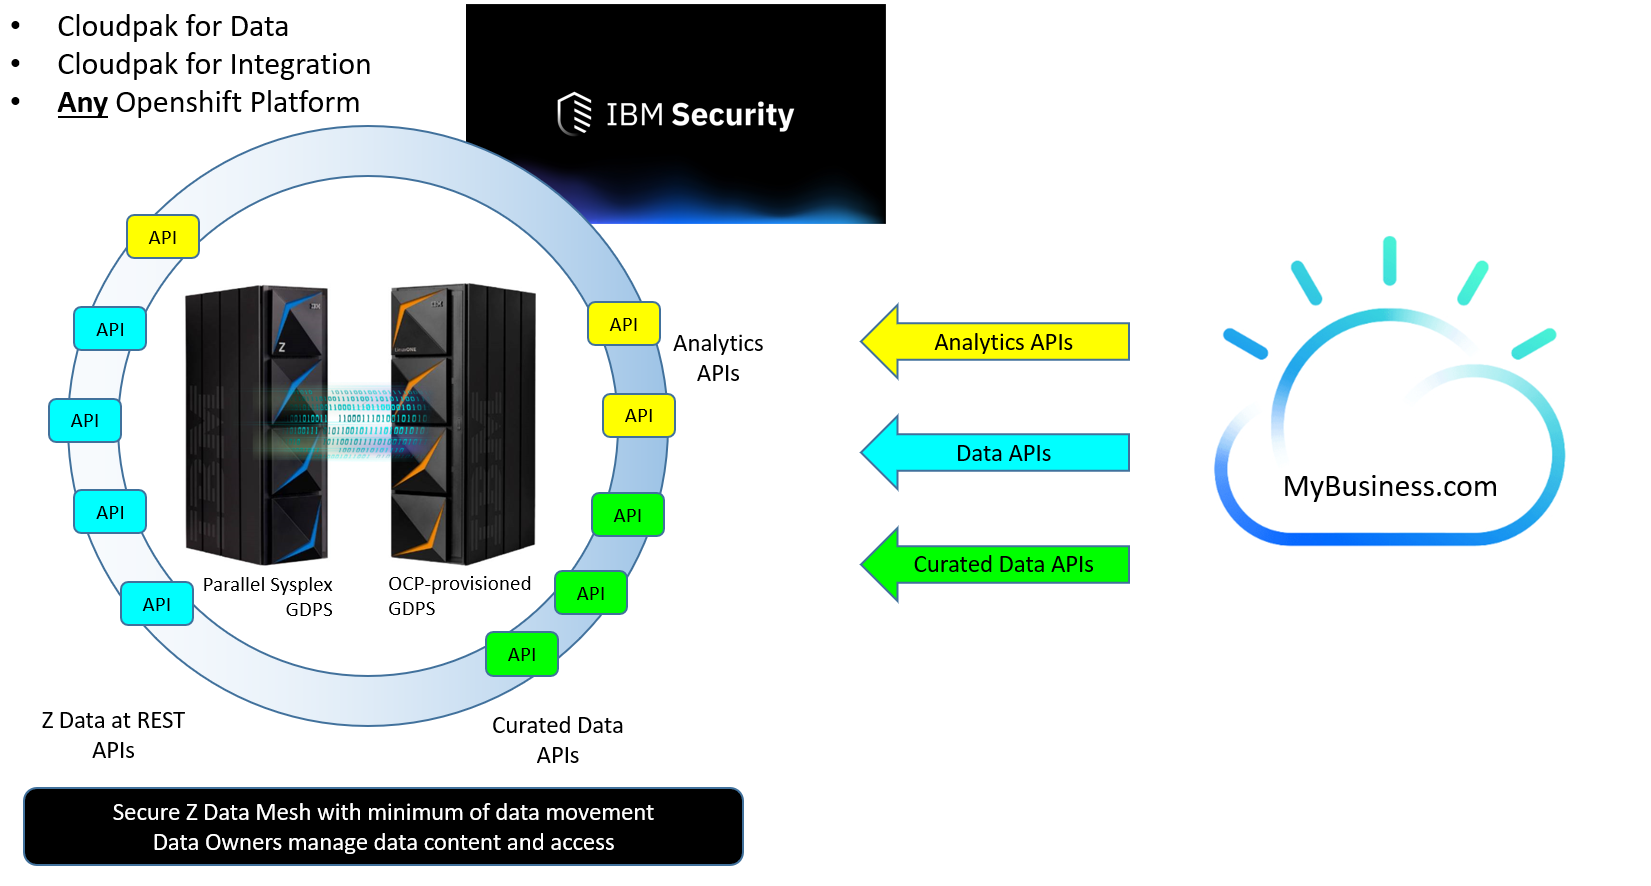 • Cloudpak for Data
• Cloudpak for Integration
• Any Openshift Platform
IBM Security
API
API
API
API
API
API
API
API
API
API
Z
IBM
IBM
LinuxONE
Parallel Sysplex
GDPS
OCP-provisioned
GDPS
Analytics
APIs
Z Data at REST
APIs
Curated Data
APIs
Analytics APIs
Data APIs
Curated Data APIs
MyBusiness.com
Secure Z Data Mesh with minimum of data movement
Data Owners manage data content and access